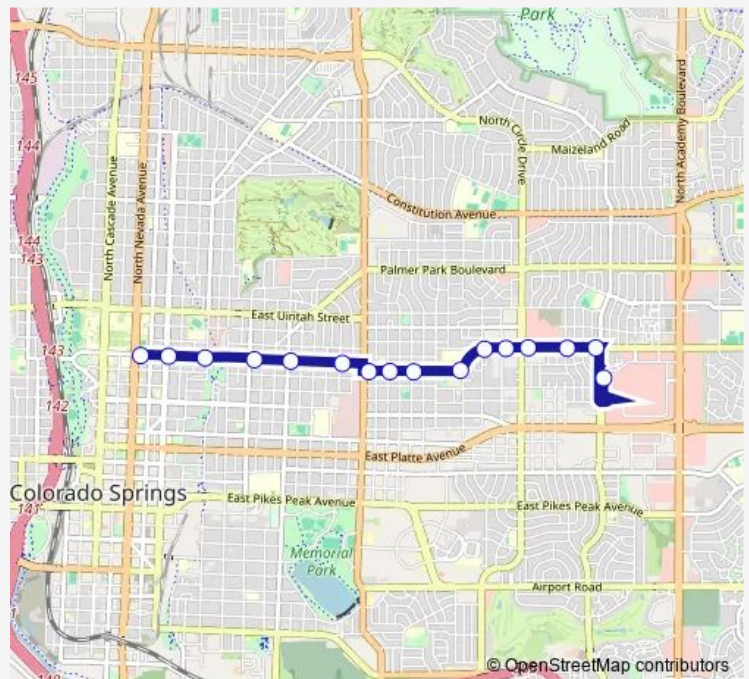 Park
145
North Academy Boulevard
North Circle Drive
Maizeland Road
144
North Cascade Avenue
North Nevada Avenue
Constitution Avenue
144
143
Palmer Park Boulevard
East Uintah Street
143
142
East Platte Avenue
Colorado Springs
East Pikes Peak Avenue
East Pikes Peak Avenue
141
Memorial
Park
Airport Road
© OpenStreetMap contributors